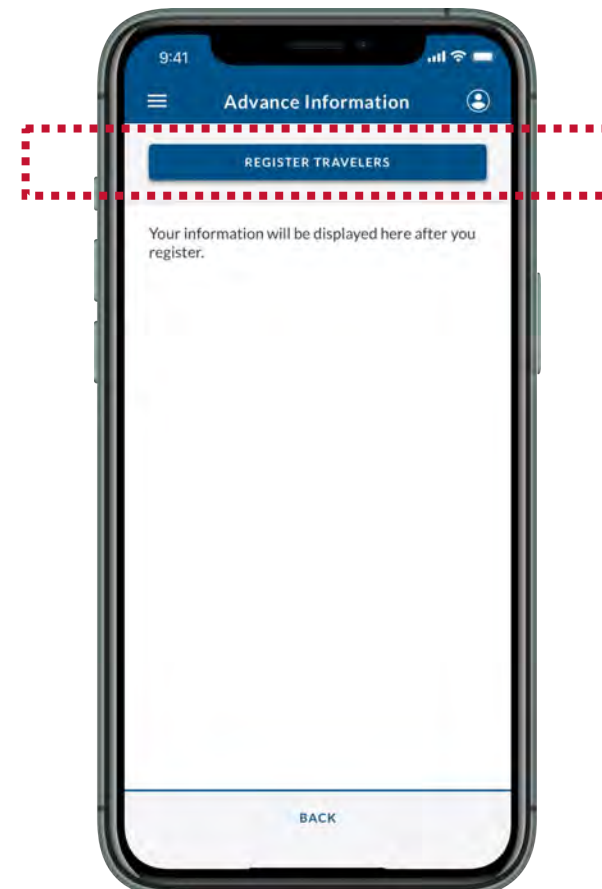 9:41
Advance Information
REGISTER TRAVELERS
Your information will be displayed here after you
register.
BACK